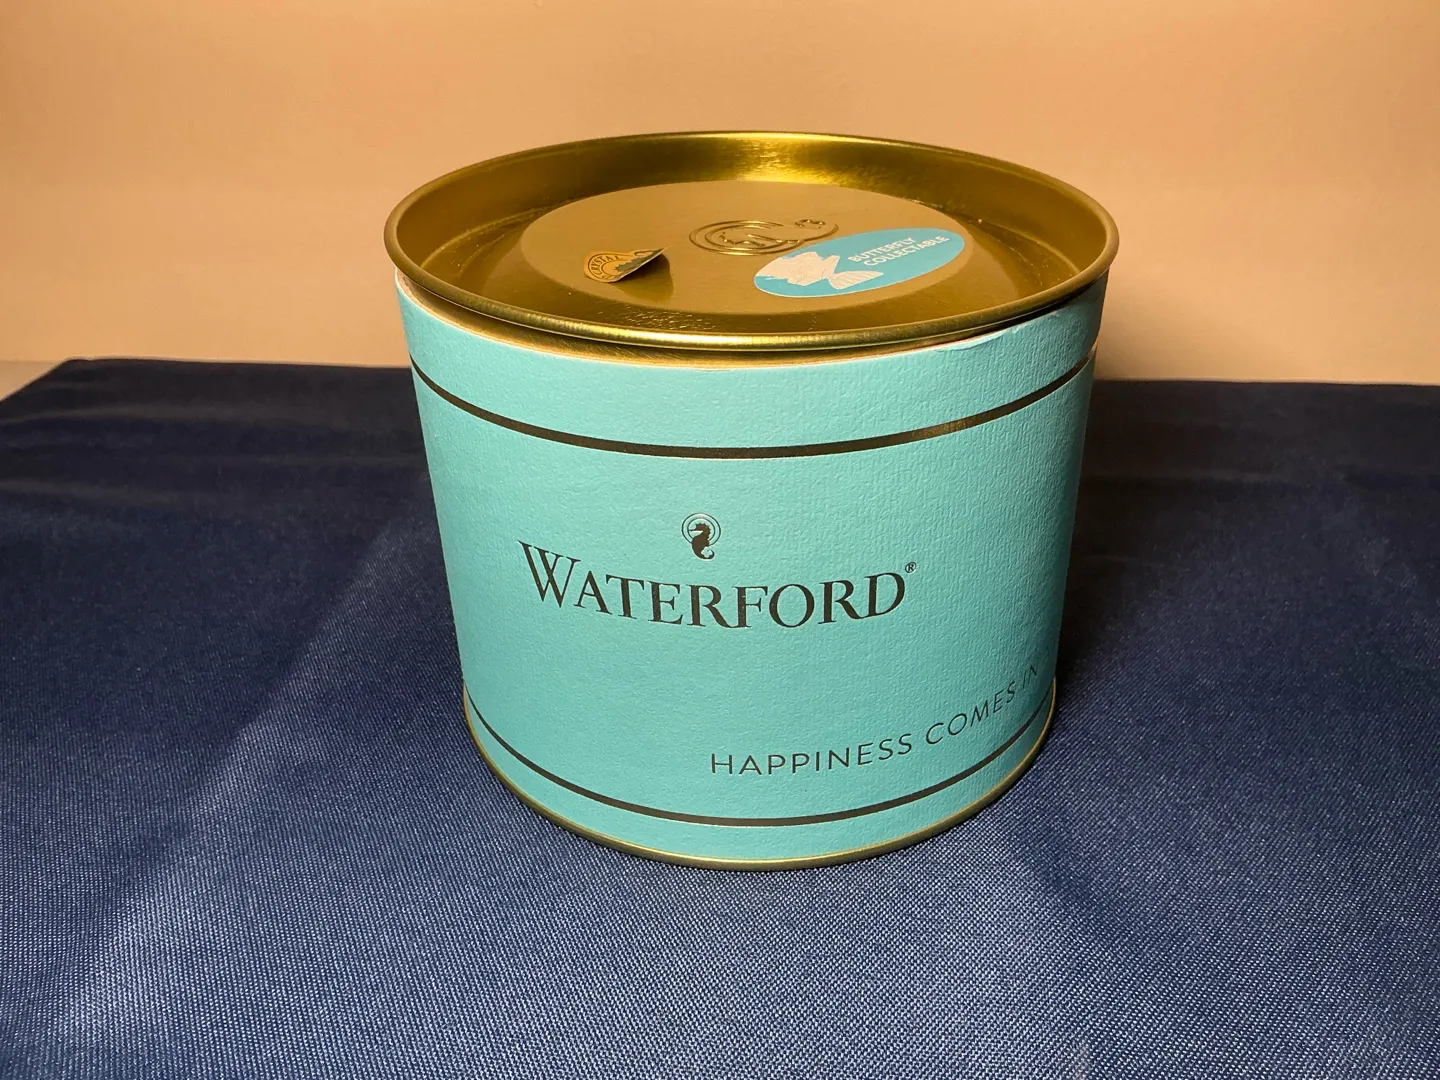 BUTTERFLY
COLLECTABLE
WATERFORD®
HAPPINESS COMES IN